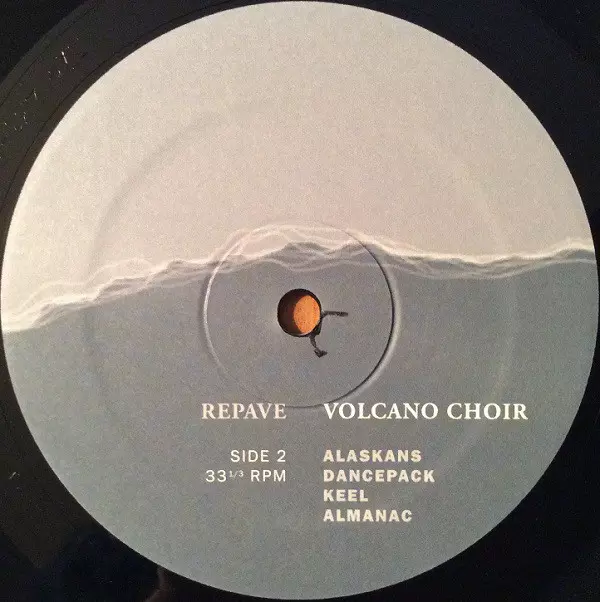 REPAVE VOLCANO CHOIR
SIDE 2 ALASKANS
33 1/3 RPM DANCEPACK
KEEL
ALMANAC